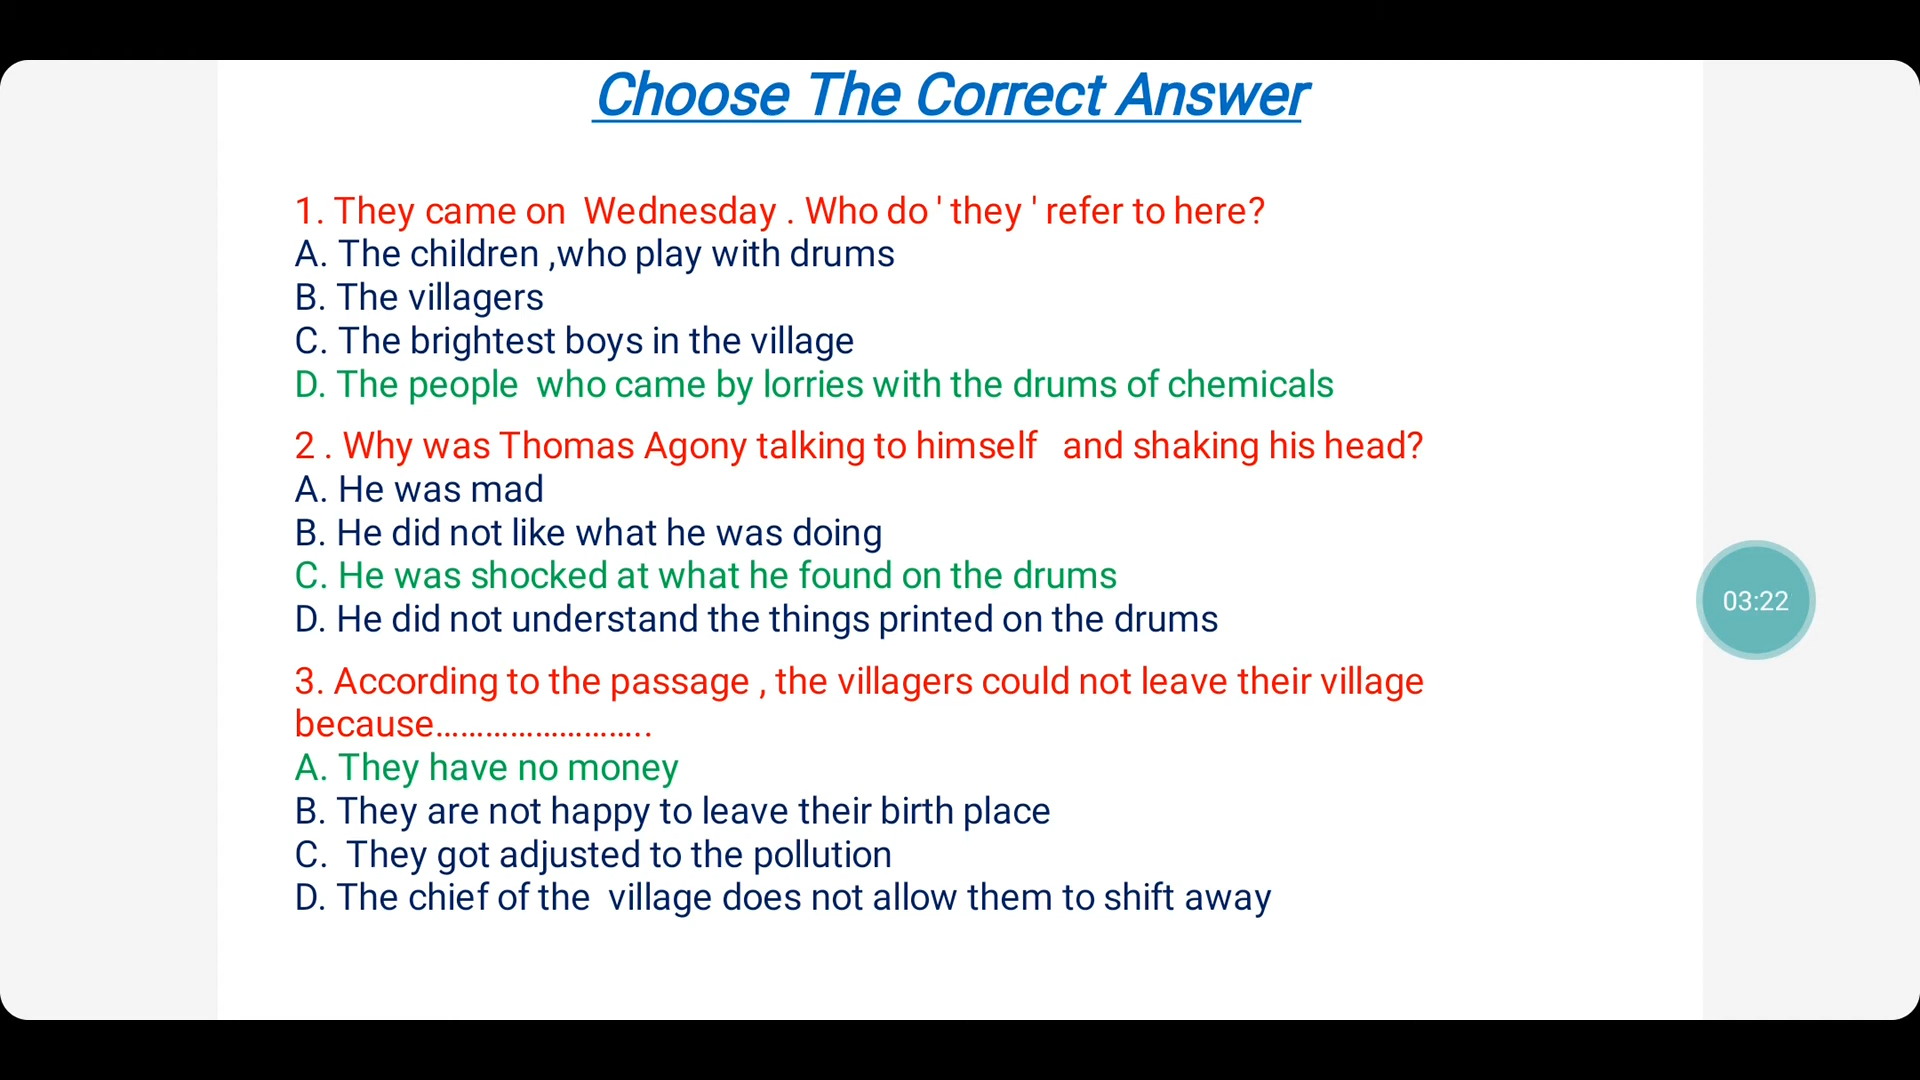 Choose The Correct Answer
1. They came on Wednesday . Who do ' they ' refer to here?
A. The children ,who play with drums
B. The villagers
C. The brightest boys in the village
D. The people who came by lorries with the drums of chemicals
2 . Why was Thomas Agony talking to himself and shaking his head?
A. He was mad
B. He did not like what he was doing
C. He was shocked at what he found on the drums
D. He did not understand the things printed on the drums
3. According to the passage , the villagers could not leave their village
because……………………..
A. They have no money
B. They are not happy to leave their birth place
C. They got adjusted to the pollution
D. The chief of the village does not allow them to shift away
03:22